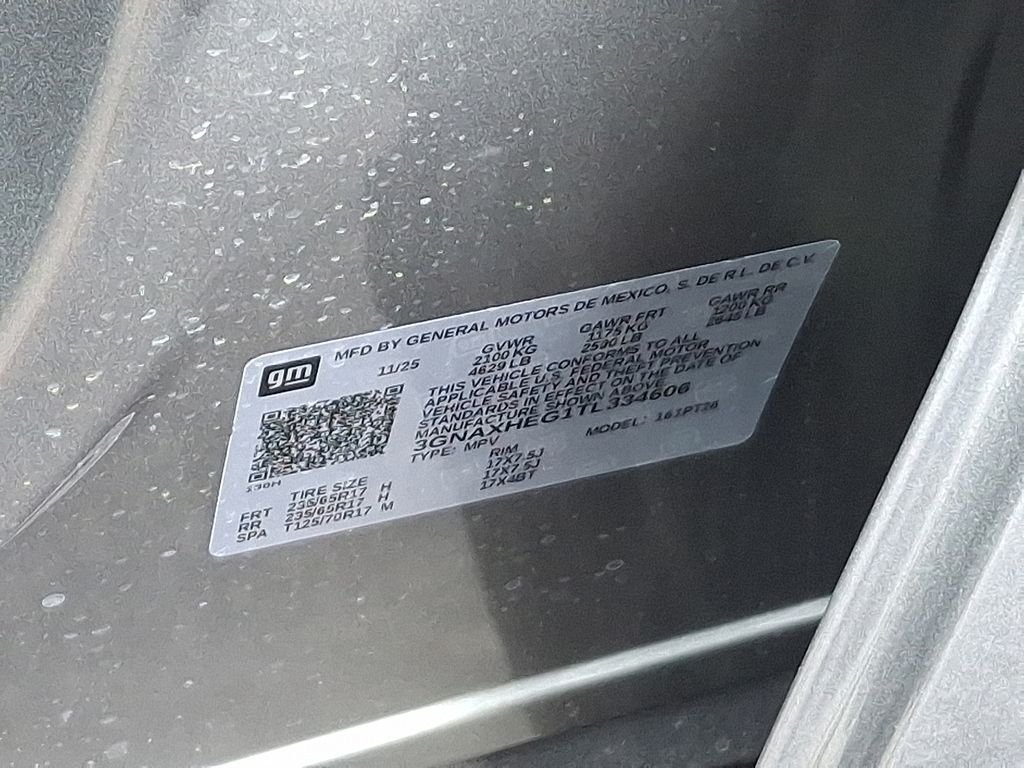 gm
MFD BY GENERAL MOTORS DE MEXICO, S. DE R.L. DE C.V.
11/25 GVWR GAWR FRT GAWR RR
2100 KG 1175 KG 1200 KG
4629 LB 2590 LB 2645 LB
THIS VEHICLE CONFORMS TO ALL
APPLICABLE U.S. FEDERAL MOTOR
VEHICLE SAFETY AND THEFT PREVENTION
STANDARDS IN EFFECT ON THE DATE OF
MANUFACTURE SHOWN ABOVE.
3GNAXHEG1TL334606
TYPE: MPV MODEL: 1S1PT26
TIRE SIZE RIM
FRT 235/65R17 H 17X7.5J
RR 235/65R17 H 17X7.5J
SPA T125/70R17 M 17X4BT